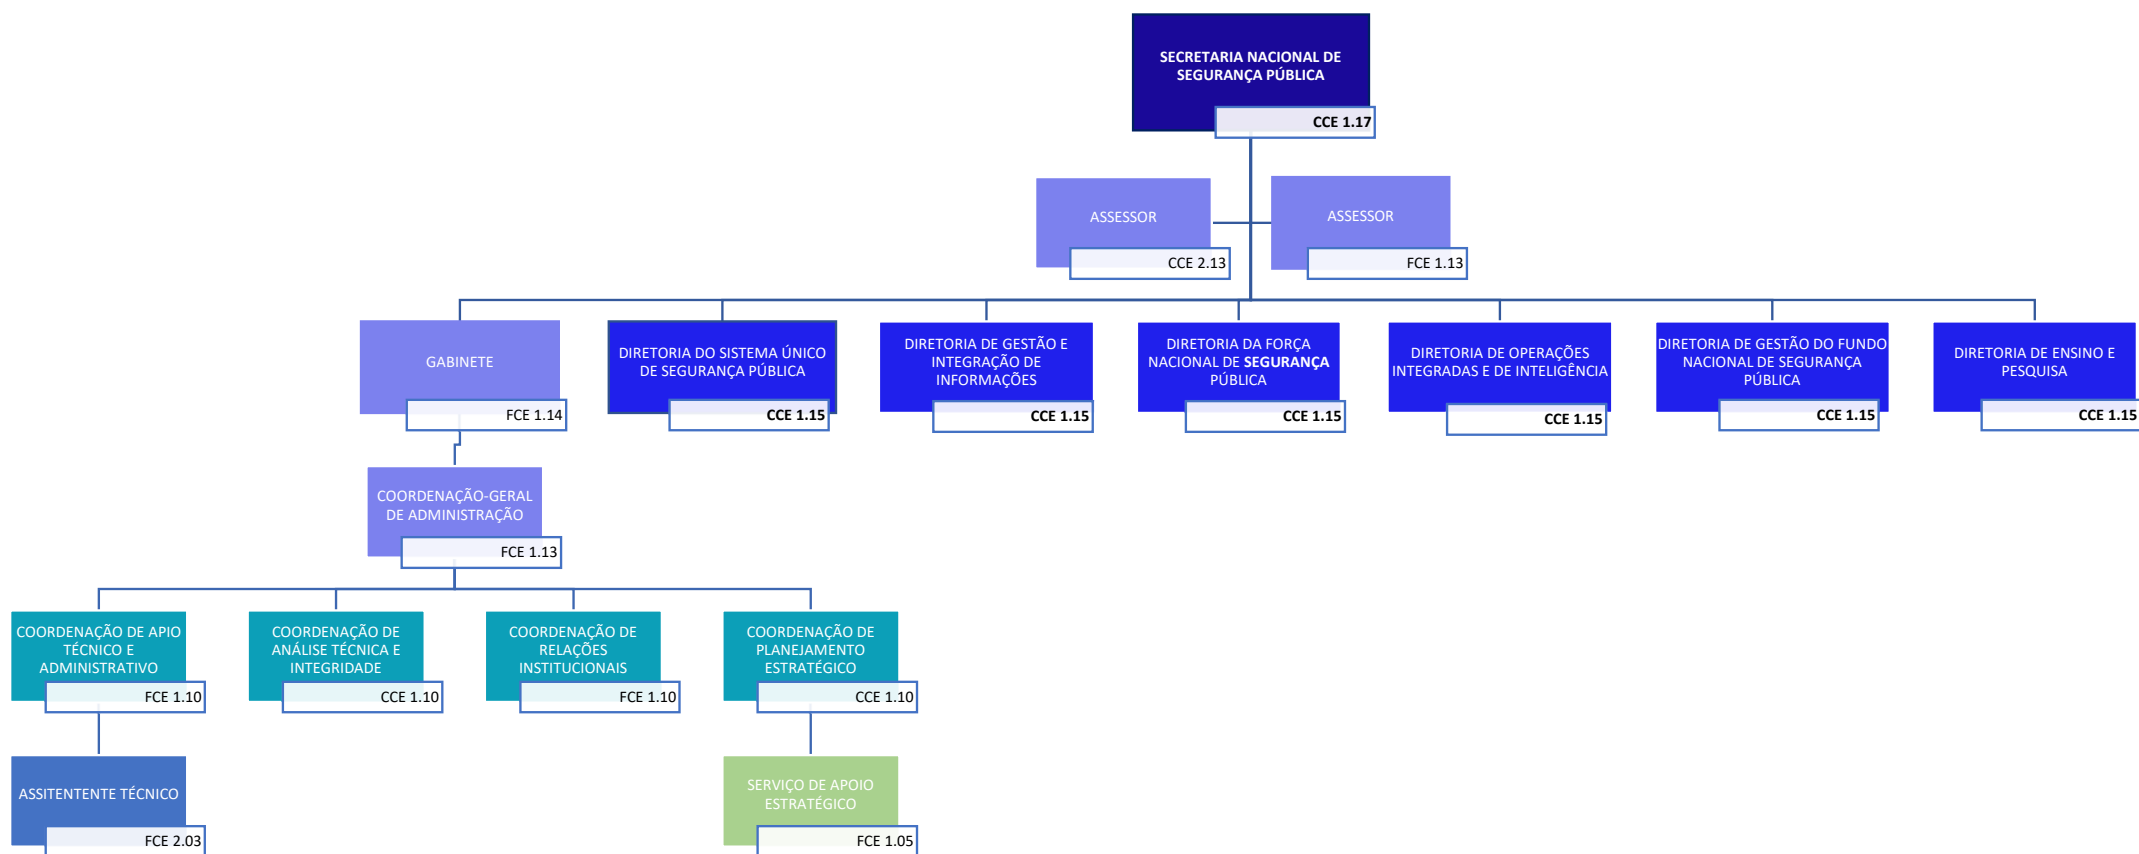 SECRETARIA NACIONAL DE
SEGURANÇA PÚBLICA
CCE 1.17
ASSESSOR
CCE 2.13
ASSESSOR
FCE 1.13
GABINETE
FCE 1.14
DIRETORIA DO SISTEMA ÚNICO
DE SEGURANÇA PÚBLICA
CCE 1.15
DIRETORIA DE GESTÃO E
INTEGRAÇÃO DE
INFORMAÇÕES
CCE 1.15
DIRETORIA DA FORÇA
NACIONAL DE SEGURANÇA
PÚBLICA
CCE 1.15
DIRETORIA DE OPERAÇÕES
INTEGRADAS E DE INTELIGÊNCIA
CCE 1.15
DIRETORIA DE GESTÃO DO FUNDO
NACIONAL DE SEGURANÇA
PÚBLICA
CCE 1.15
DIRETORIA DE ENSINO E
PESQUISA
CCE 1.15
COORDENAÇÃO-GERAL
DE ADMINISTRAÇÃO
FCE 1.13
COORDENAÇÃO DE APIO
TÉCNICO E
ADMINISTRATIVO
FCE 1.10
COORDENAÇÃO DE
ANÁLISE TÉCNICA E
INTEGRIDADE
CCE 1.10
COORDENAÇÃO DE
RELAÇÕES
INSTITUCIONAIS
FCE 1.10
COORDENAÇÃO DE
PLANEJAMENTO
ESTRATÉGICO
CCE 1.10
ASSITENTENTE TÉCNICO
FCE 2.03
SERVIÇO DE APOIO
ESTRATÉGICO
FCE 1.05